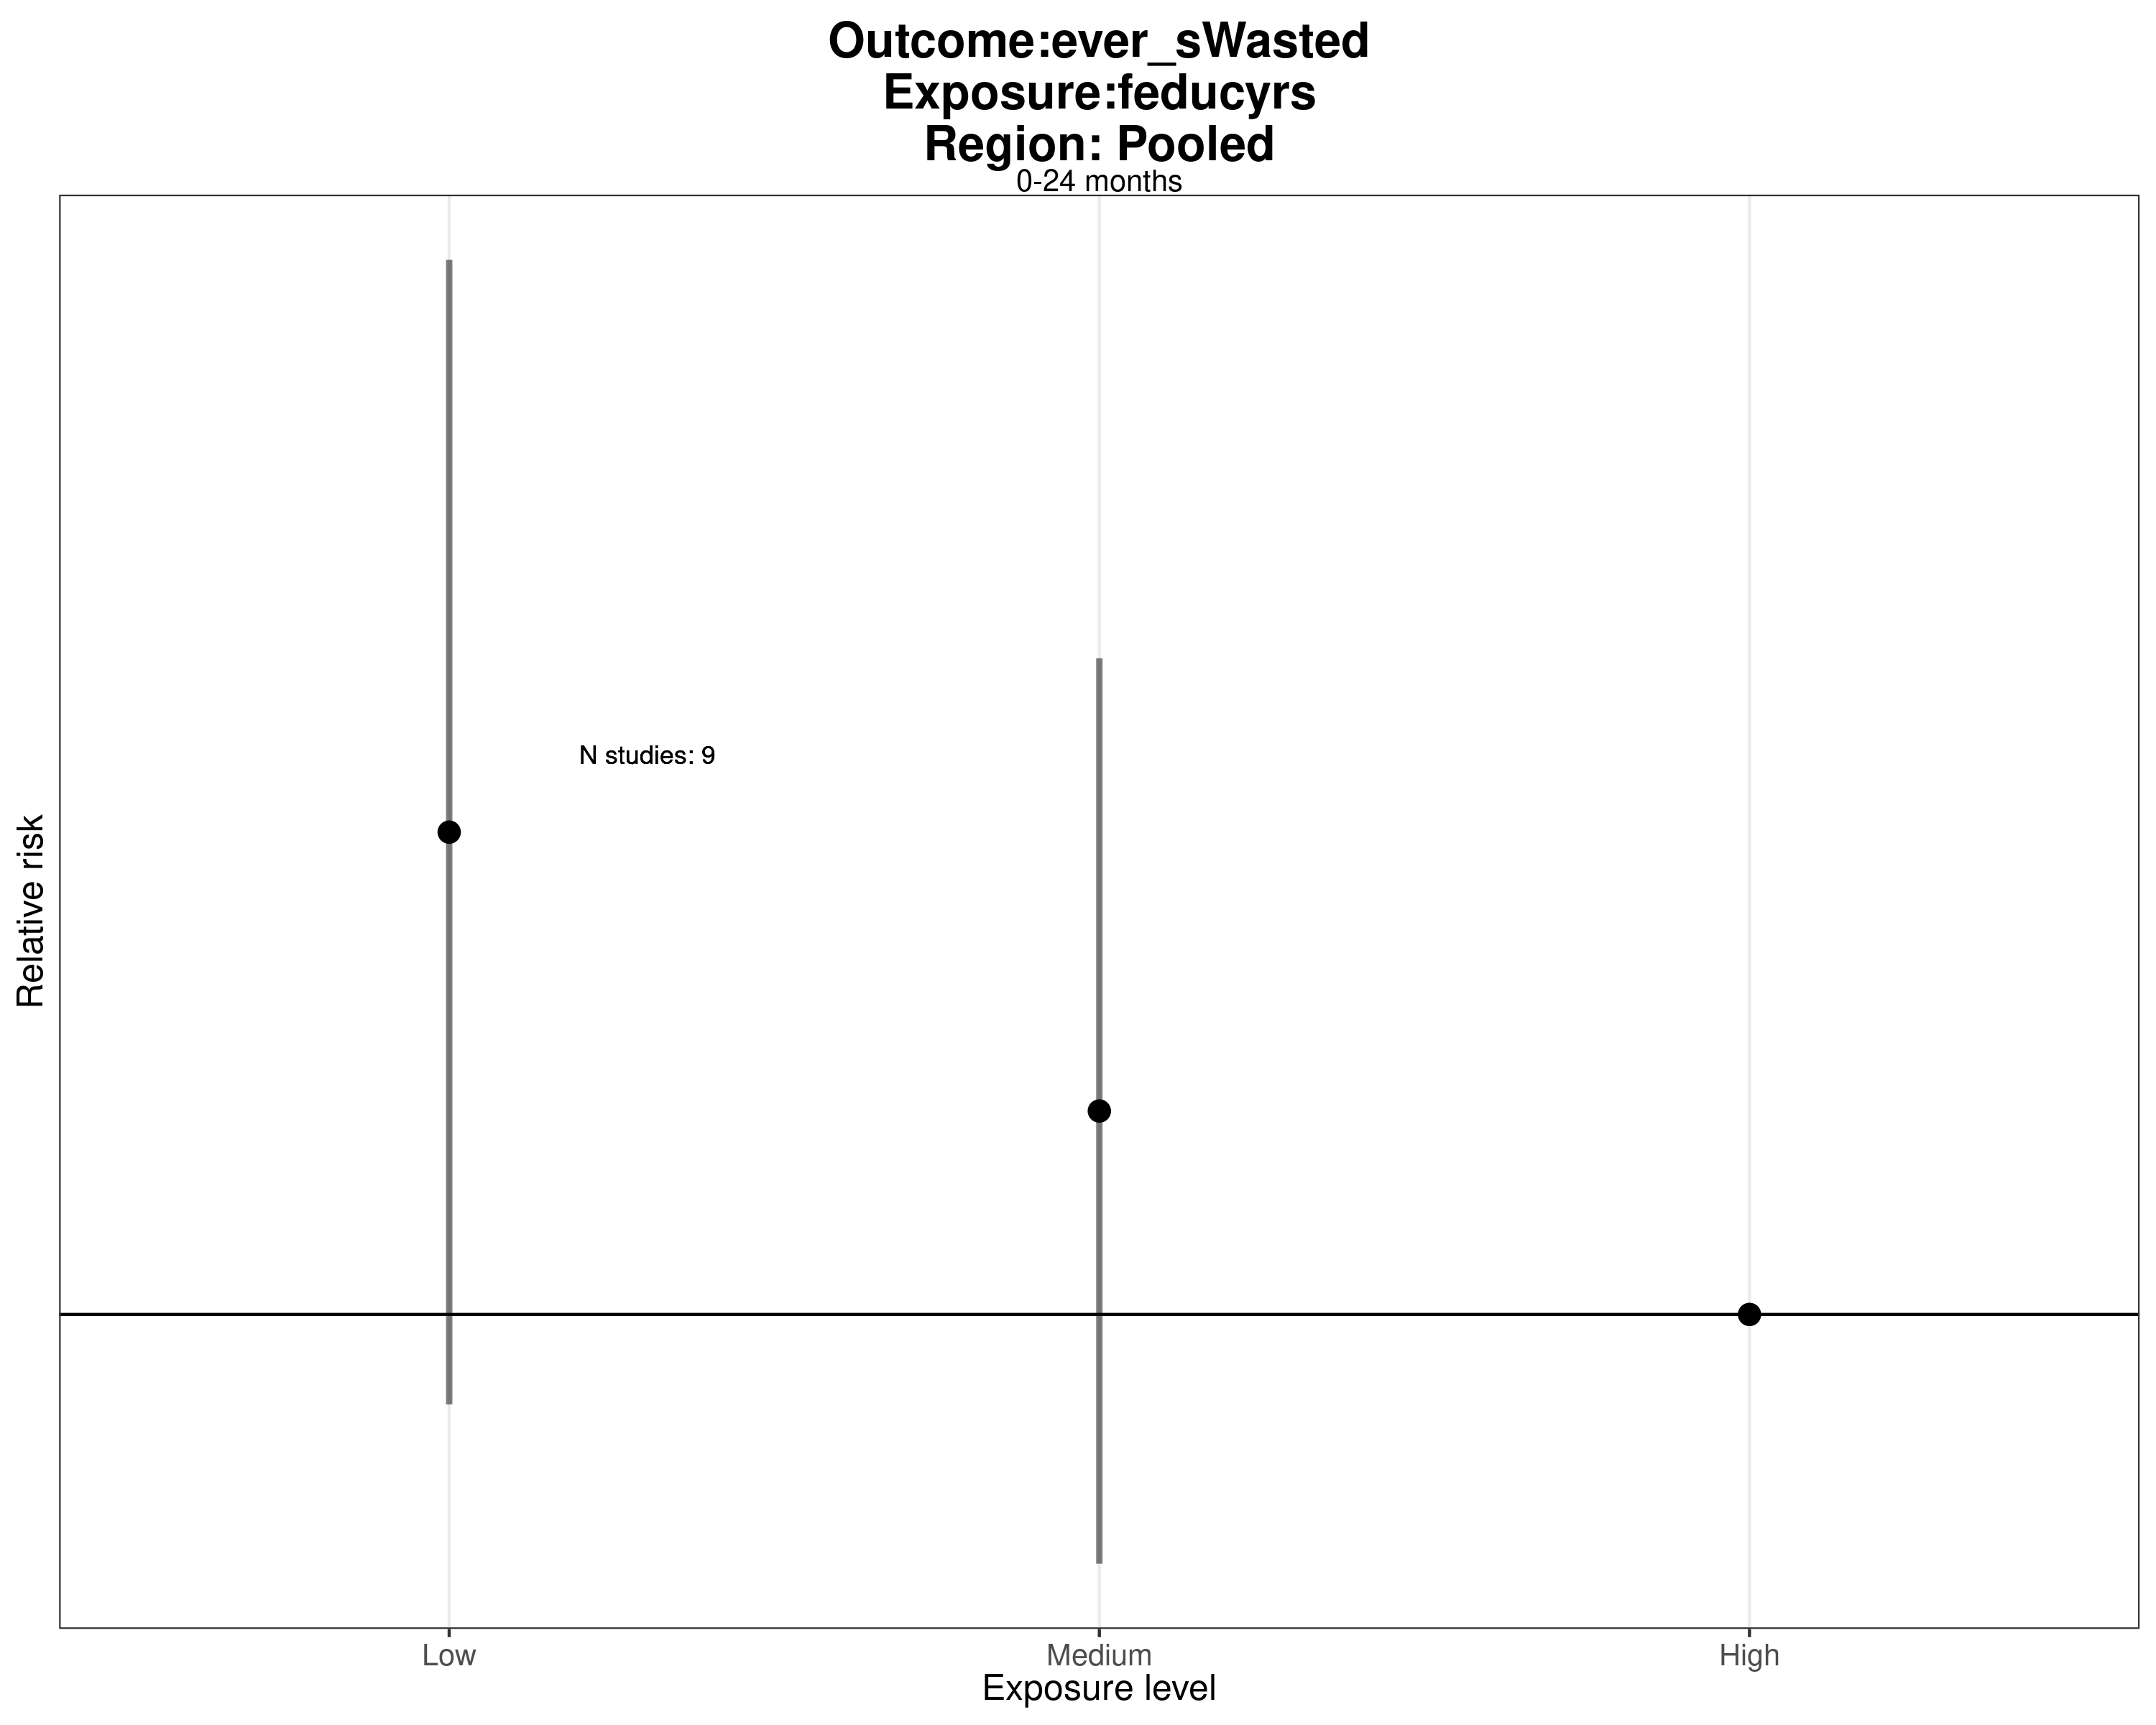 Outcome:ever_sWasted
Exposure:feducyrs
Region: Pooled
0-24 months
N studies: 9
Relative risk
Low
Medium
High
Exposure level